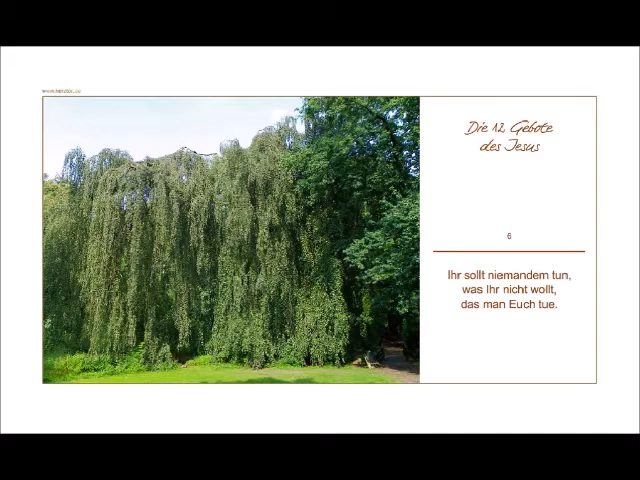 Die 12 Gebote
des Jesus
6
Ihr sollt niemandem tun,
was Ihr nicht wollt,
das man Euch tue.